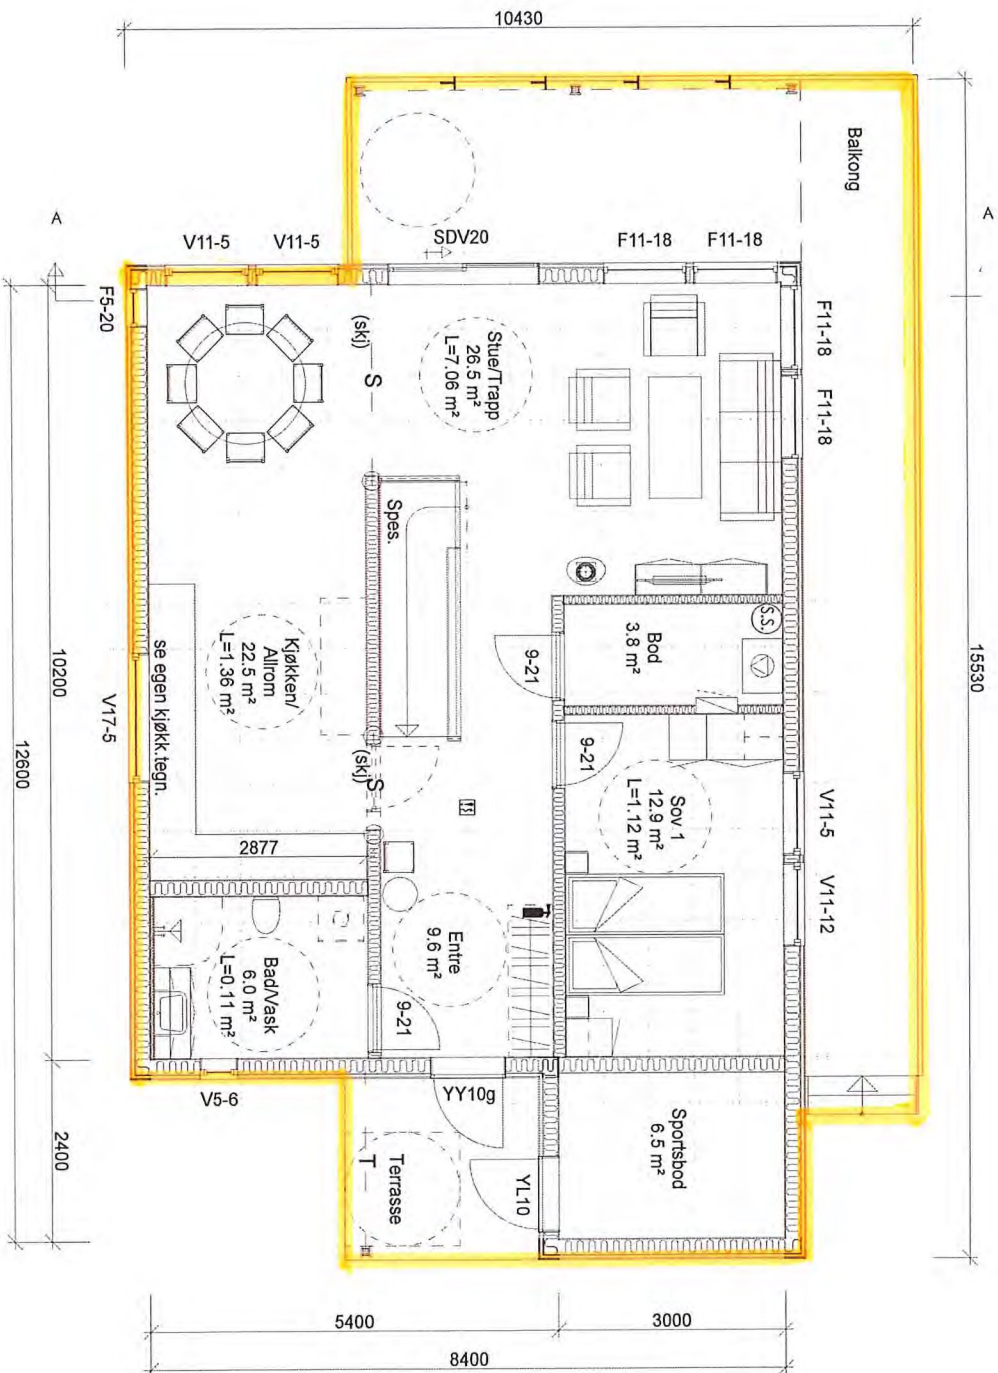 10430
Balkong
A
A
V11-5
V11-5
SDV20
F11-18
F11-18
F5-20
(skj)
S
Stue/Trapp
26.5 m²
L=7.06 m²
F11-18
F11-18
Spes.
15530
Kjøkken/
Allrom
22.5 m²
L=1.36 m²
se egen kjøkk.tegn.
9-21
Bod
3.8 m²
S.S.
10200
12600
V17-5
(skj)
S
9-21
Sov 1
12.9 m²
L=1.12 m²
V11-5
V11-12
2877
Entre
9.6 m²
Bad/Vask
6.0 m²
L=0.11 m²
9-21
V5-6
YY10g
2400
Terrasse
T
YL10
Sportsbod
6.5 m²
5400
3000
8400